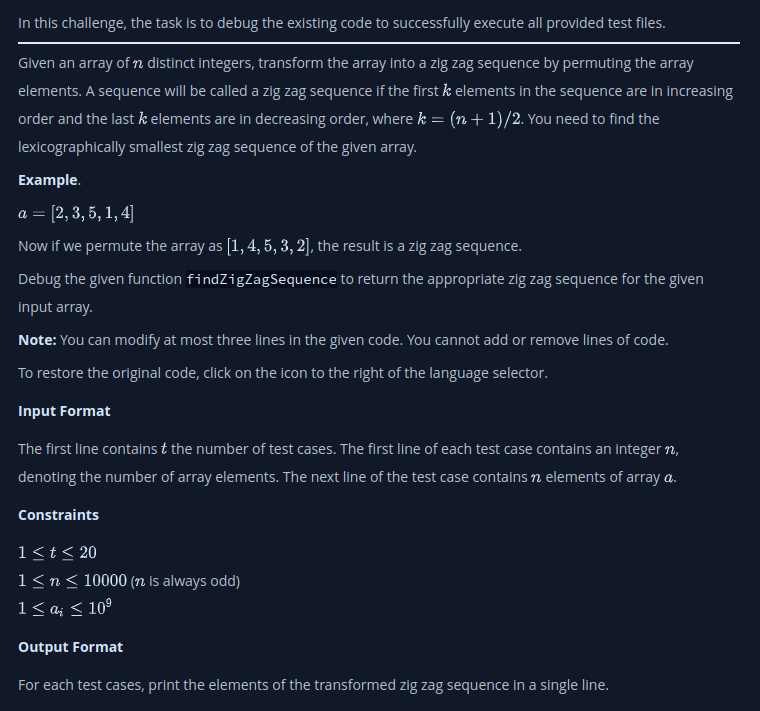 In this challenge, the task is to debug the existing code to successfully execute all provided test files.
Given an array of n distinct integers, transform the array into a zig zag sequence by permuting the array
elements. A sequence will be called a zig zag sequence if the first k elements in the sequence are in increasing
order and the last k elements are in decreasing order, where k = (n + 1)/2. You need to find the
lexicographically smallest zig zag sequence of the given array.
Example.
a = [2, 3, 5, 1, 4]
Now if we permute the array as [1, 4, 5, 3, 2], the result is a zig zag sequence.
Debug the given function findZigZagSequence to return the appropriate zig zag sequence for the given
input array.
Note: You can modify at most three lines in the given code. You cannot add or remove lines of code.
To restore the original code, click on the icon to the right of the language selector.
Input Format
The first line contains t the number of test cases. The first line of each test case contains an integer n,
denoting the number of array elements. The next line of the test case contains n elements of array a.
Constraints
1 ≤ t ≤ 20
1 ≤ n ≤ 10000 (n is always odd)
1 ≤ aᵢ ≤ 10⁹
Output Format
For each test cases, print the elements of the transformed zig zag sequence in a single line.